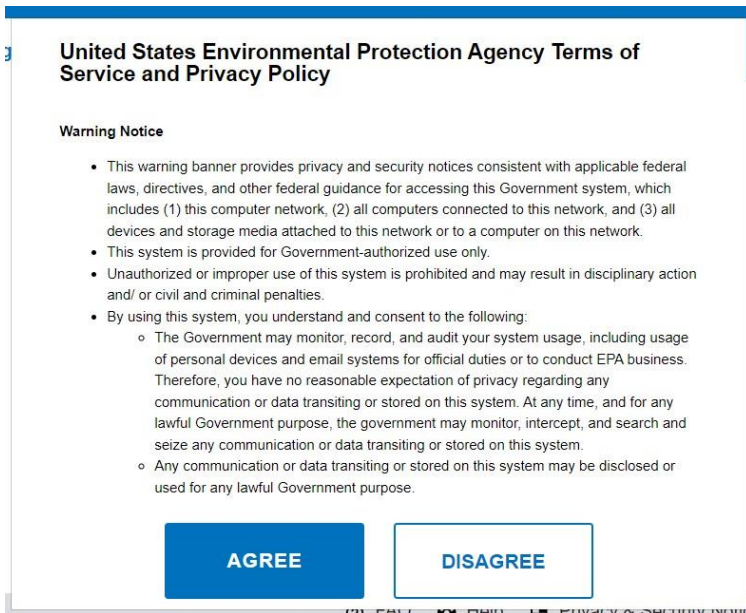 United States Environmental Protection Agency Terms of
Service and Privacy Policy
Warning Notice
• This warning banner provides privacy and security notices consistent with applicable federal
laws, directives, and other federal guidance for accessing this Government system, which
includes (1) this computer network, (2) all computers connected to this network, and (3) all
devices and storage media attached to this network or to a computer on this network.
• This system is provided for Government-authorized use only.
• Unauthorized or improper use of this system is prohibited and may result in disciplinary action
and/ or civil and criminal penalties.
• By using this system, you understand and consent to the following:
○ The Government may monitor, record, and audit your system usage, including usage
of personal devices and email systems for official duties or to conduct EPA business.
Therefore, you have no reasonable expectation of privacy regarding any
communication or data transiting or stored on this system. At any time, and for any
lawful Government purpose, the government may monitor, intercept, and search and
seize any communication or data transiting or stored on this system.
○ Any communication or data transiting or stored on this system may be disclosed or
used for any lawful Government purpose.
AGREE
DISAGREE
Help Privacy & Security